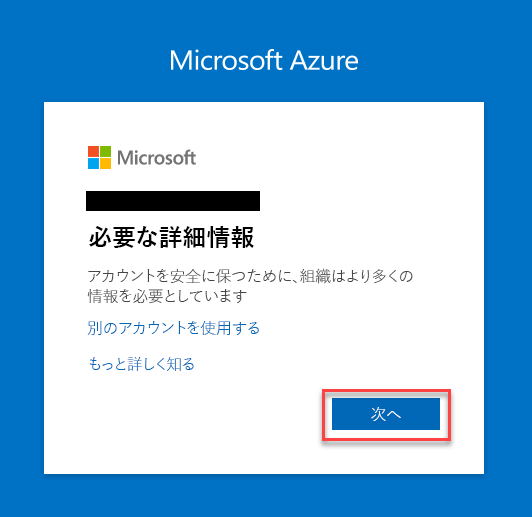 Microsoft Azure
Microsoft
必要な詳細情報
アカウントを安全に保つために、組織はより多くの
情報を必要としています
別のアカウントを使用する
もっと詳しく知る
次へ